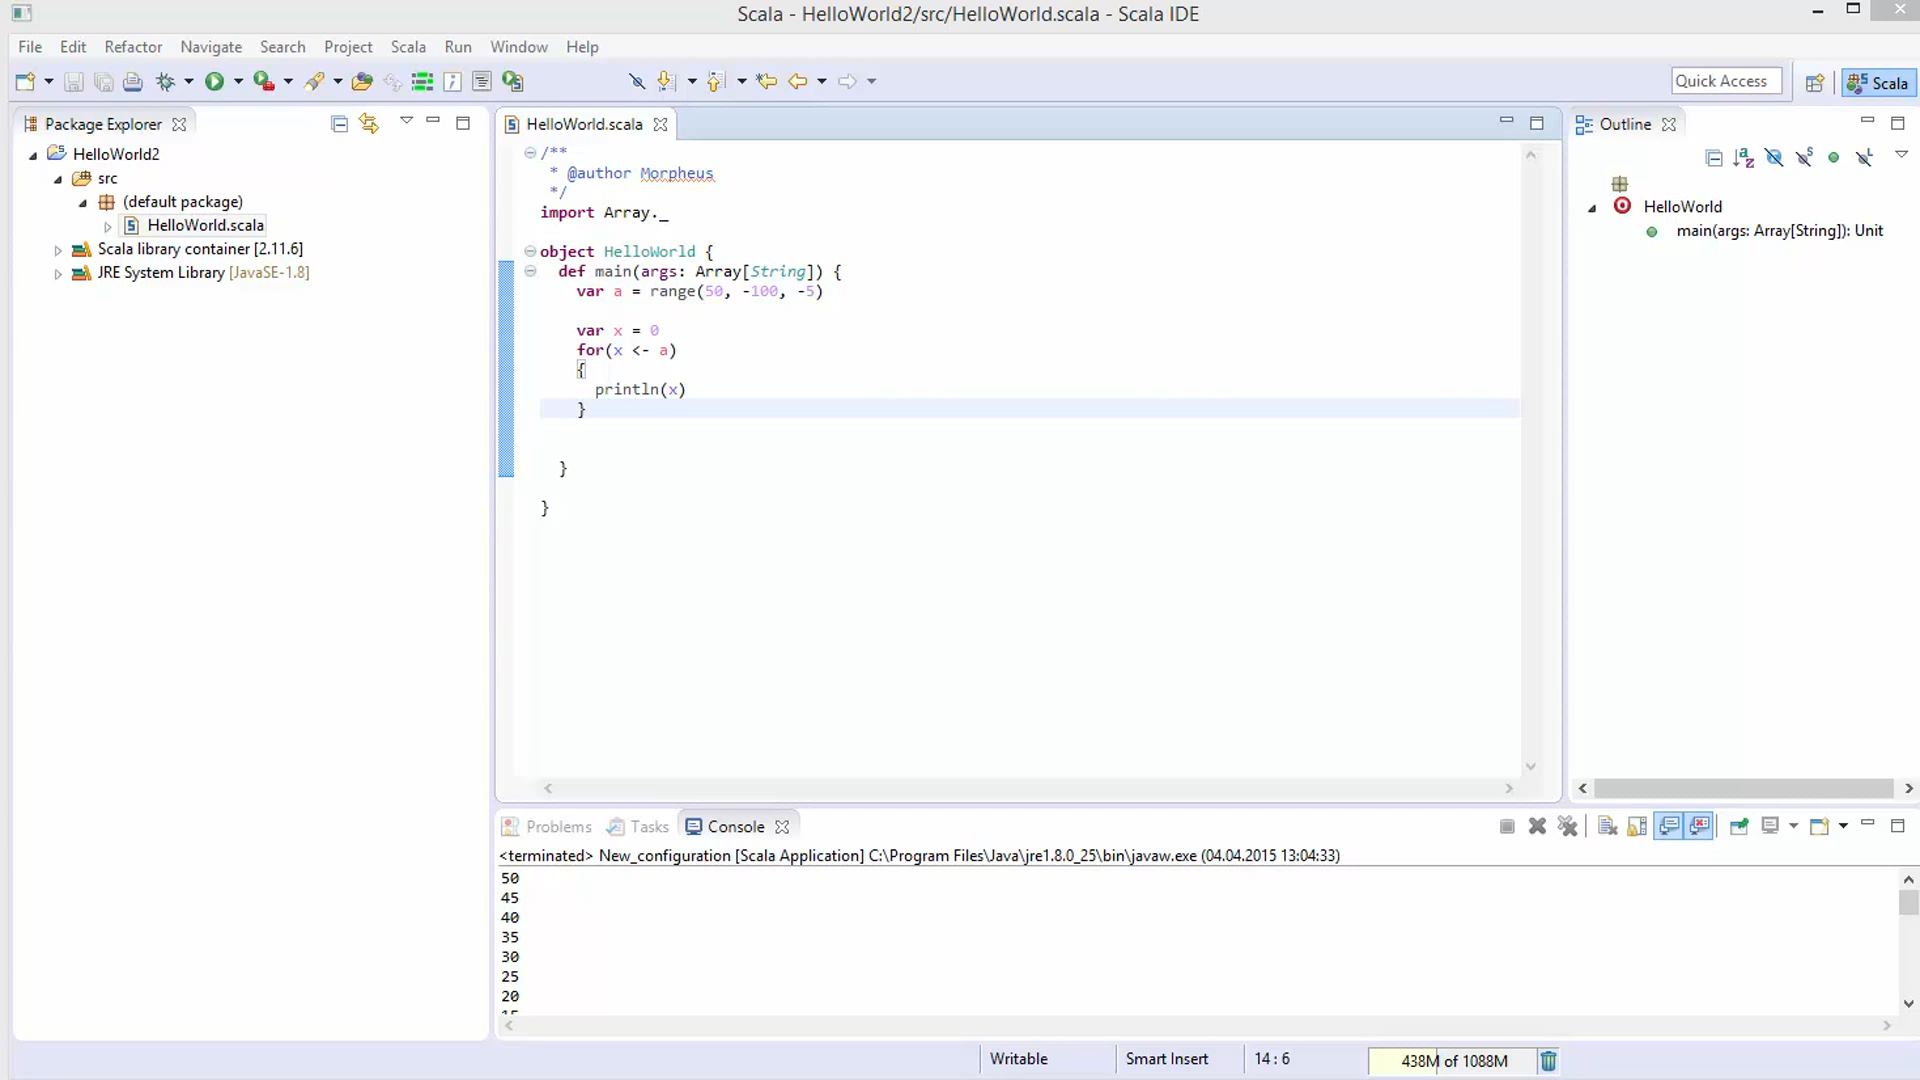 Scala - HelloWorld2/src/HelloWorld.scala - Scala IDE
File Edit Refactor Navigate Search Project Scala Run Window Help
Quick Access
Scala
Package Explorer
HelloWorld2
src
(default package)
HelloWorld.scala
Scala library container [2.11.6]
JRE System Library [JavaSE-1.8]
HelloWorld.scala
/**
* @author Morpheus
*/
import Array._
object HelloWorld {
def main(args: Array[String]) {
var a = range(50, -100, -5)
var x = 0
for(x <- a)
{
println(x)
}
}
}
Outline
HelloWorld
main(args: Array[String]): Unit
Problems Tasks Console
<terminated> New_configuration [Scala Application] C:\Program Files\Java\jre1.8.0_25\bin\javaw.exe (04.04.2015 13:04:33)
50
45
40
35
30
25
20
Writable Smart Insert 14 : 6 438M of 1088M